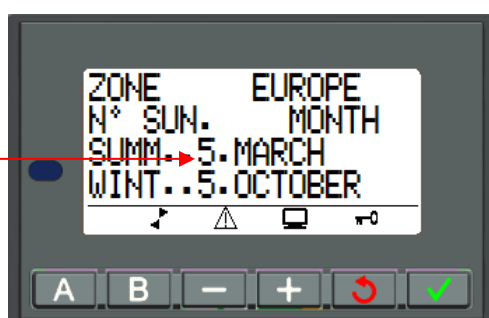 ZONE EUROPE
N° SUN. MONTH
SUMM..5.MARCH
WINT..5.OCTOBER
A B - +